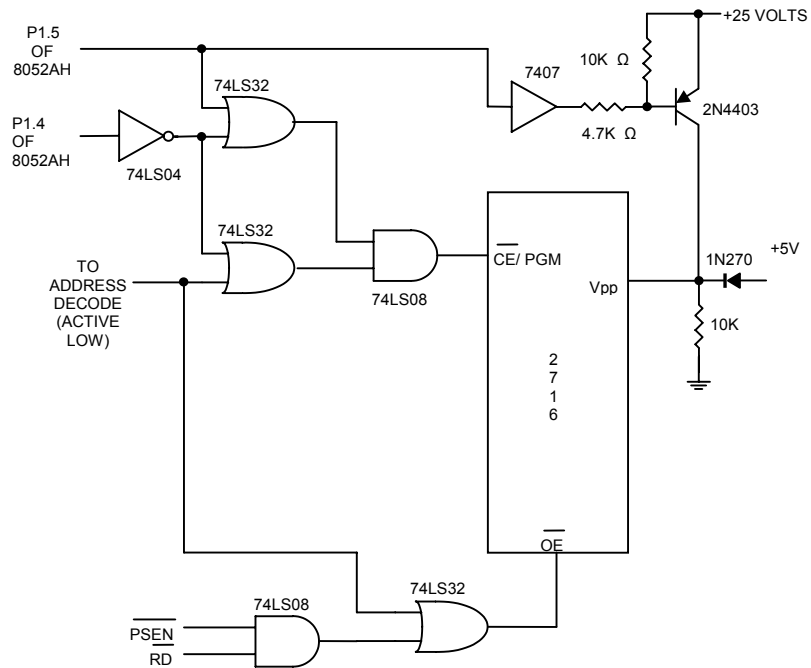 P1.5
OF
8052AH
P1.4
OF
8052AH
74LS04
74LS32
74LS32
74LS08
7407
4.7K Ω
10K Ω
+25 VOLTS
2N4403
TO
ADDRESS
DECODE
(ACTIVE
LOW)
CE/ PGM
Vpp
1N270
+5V
10K
2
7
1
6
OE
74LS32
74LS08
PSEN
RD